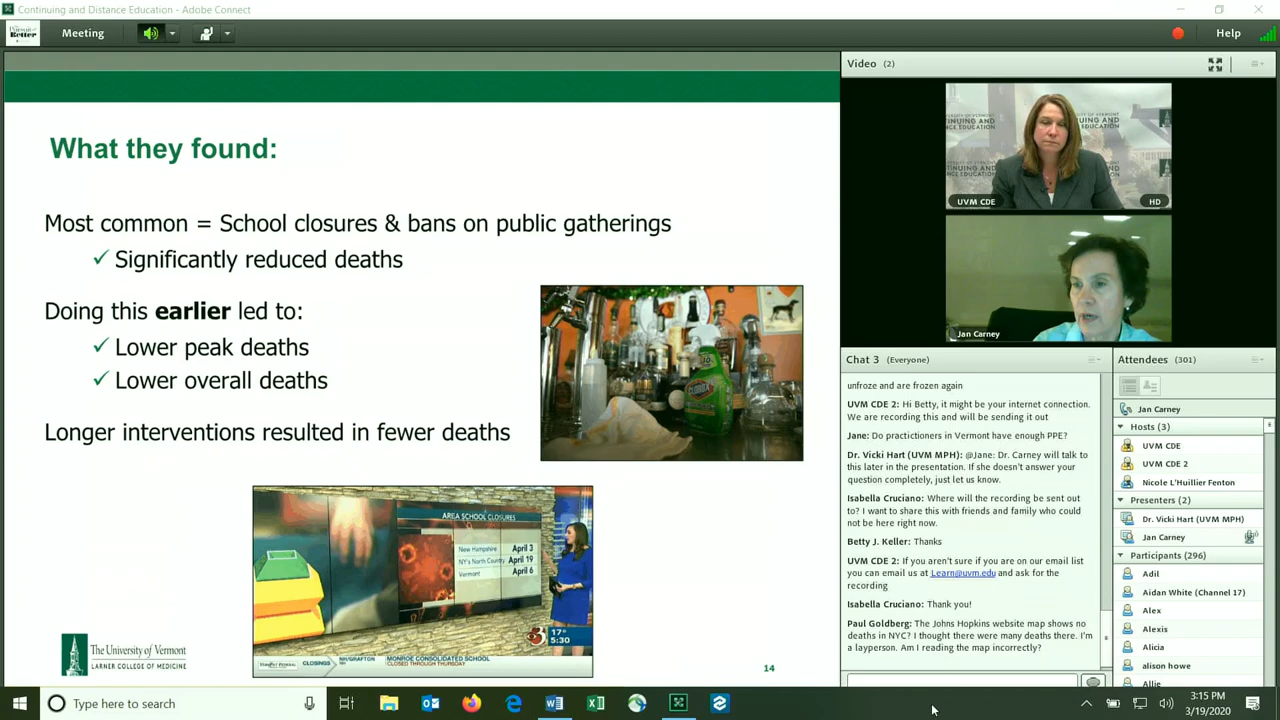 Continuing and Distance Education - Adobe Connect
Meeting
Help
What they found:
Most common = School closures & bans on public gatherings
✓ Significantly reduced deaths
Doing this earlier led to:
✓ Lower peak deaths
✓ Lower overall deaths
Longer interventions resulted in fewer deaths
AREA SCHOOL CLOSURES
New Hampshire April 3
NY's North Country April 19
Vermont April 6
3 17°
5:30
CLOSINGS
MONROE CONSOLIDATED SCHOOL
CLOSED THROUGH THURSDAY
The University of Vermont
LARNER COLLEGE OF MEDICINE
14
Video (2)
UVM CDE
HD
Jan Carney
Chat 3 (Everyone)
unfroze and are frozen again
UVM CDE 2: Hi Betty, it might be your internet connection.
We are recording this and will be sending it out
Jane: Do practictioners in Vermont have enough PPE?
Dr. Vicki Hart (UVM MPH): @Jane: Dr. Carney will talk to
this later in the presentation. If she doesn't answer your
question completely, just let us know.
Isabella Cruciano: Where will the recording be sent out
to? I want to share this with friends and family who could
not be here right now.
Betty J. Keller: Thanks
UVM CDE 2: If you aren't sure if you are on our email list
you can email us at Learn@uvm.edu and ask for the
recording
Isabella Cruciano: Thank you!
Paul Goldberg: The Johns Hopkins website map shows no
deaths in NYC? I thought there were many deaths there. I'm
a layperson. Am I reading the map incorrectly?
Attendees (301)
Jan Carney
Hosts (3)
UVM CDE
UVM CDE 2
Nicole L'Huillier Fenton
Presenters (2)
Dr. Vicki Hart (UVM MPH)
Jan Carney
Participants (296)
Adil
Aidan White (Channel 17)
Alex
Alexis
Alicia
alison howe
Allie
Type here to search
3:15 PM
3/19/2020